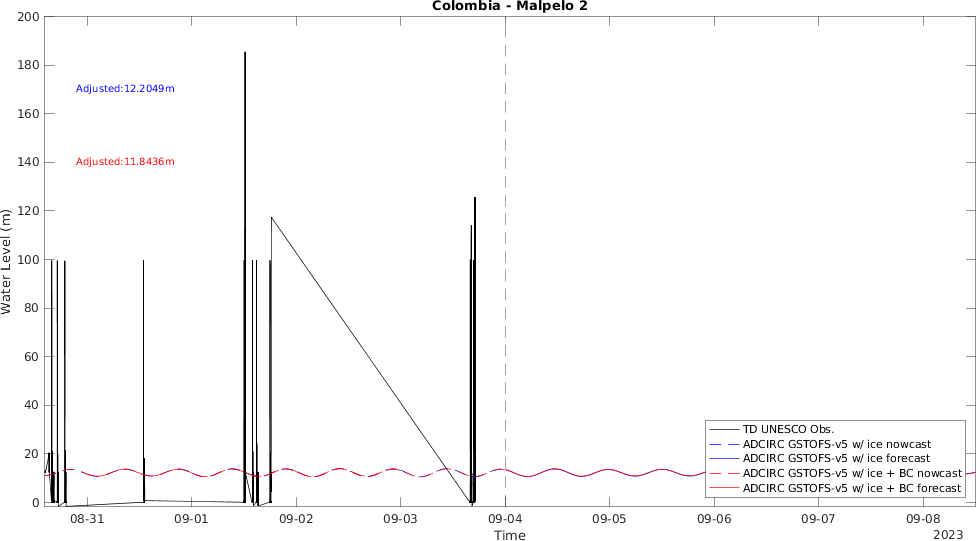 Colombia - Malpelo 2
200
180
160
140
120
100
80
60
40
20
0
Water Level (m)
Adjusted:12.2049m
Adjusted:11.8436m
TD UNESCO Obs.
ADCIRC GSTOFS-v5 w/ ice nowcast
ADCIRC GSTOFS-v5 w/ ice forecast
ADCIRC GSTOFS-v5 w/ ice + BC nowcast
ADCIRC GSTOFS-v5 w/ ice + BC forecast
08-31 09-01 09-02 09-03 09-04 09-05 09-06 09-07 09-08
Time
2023